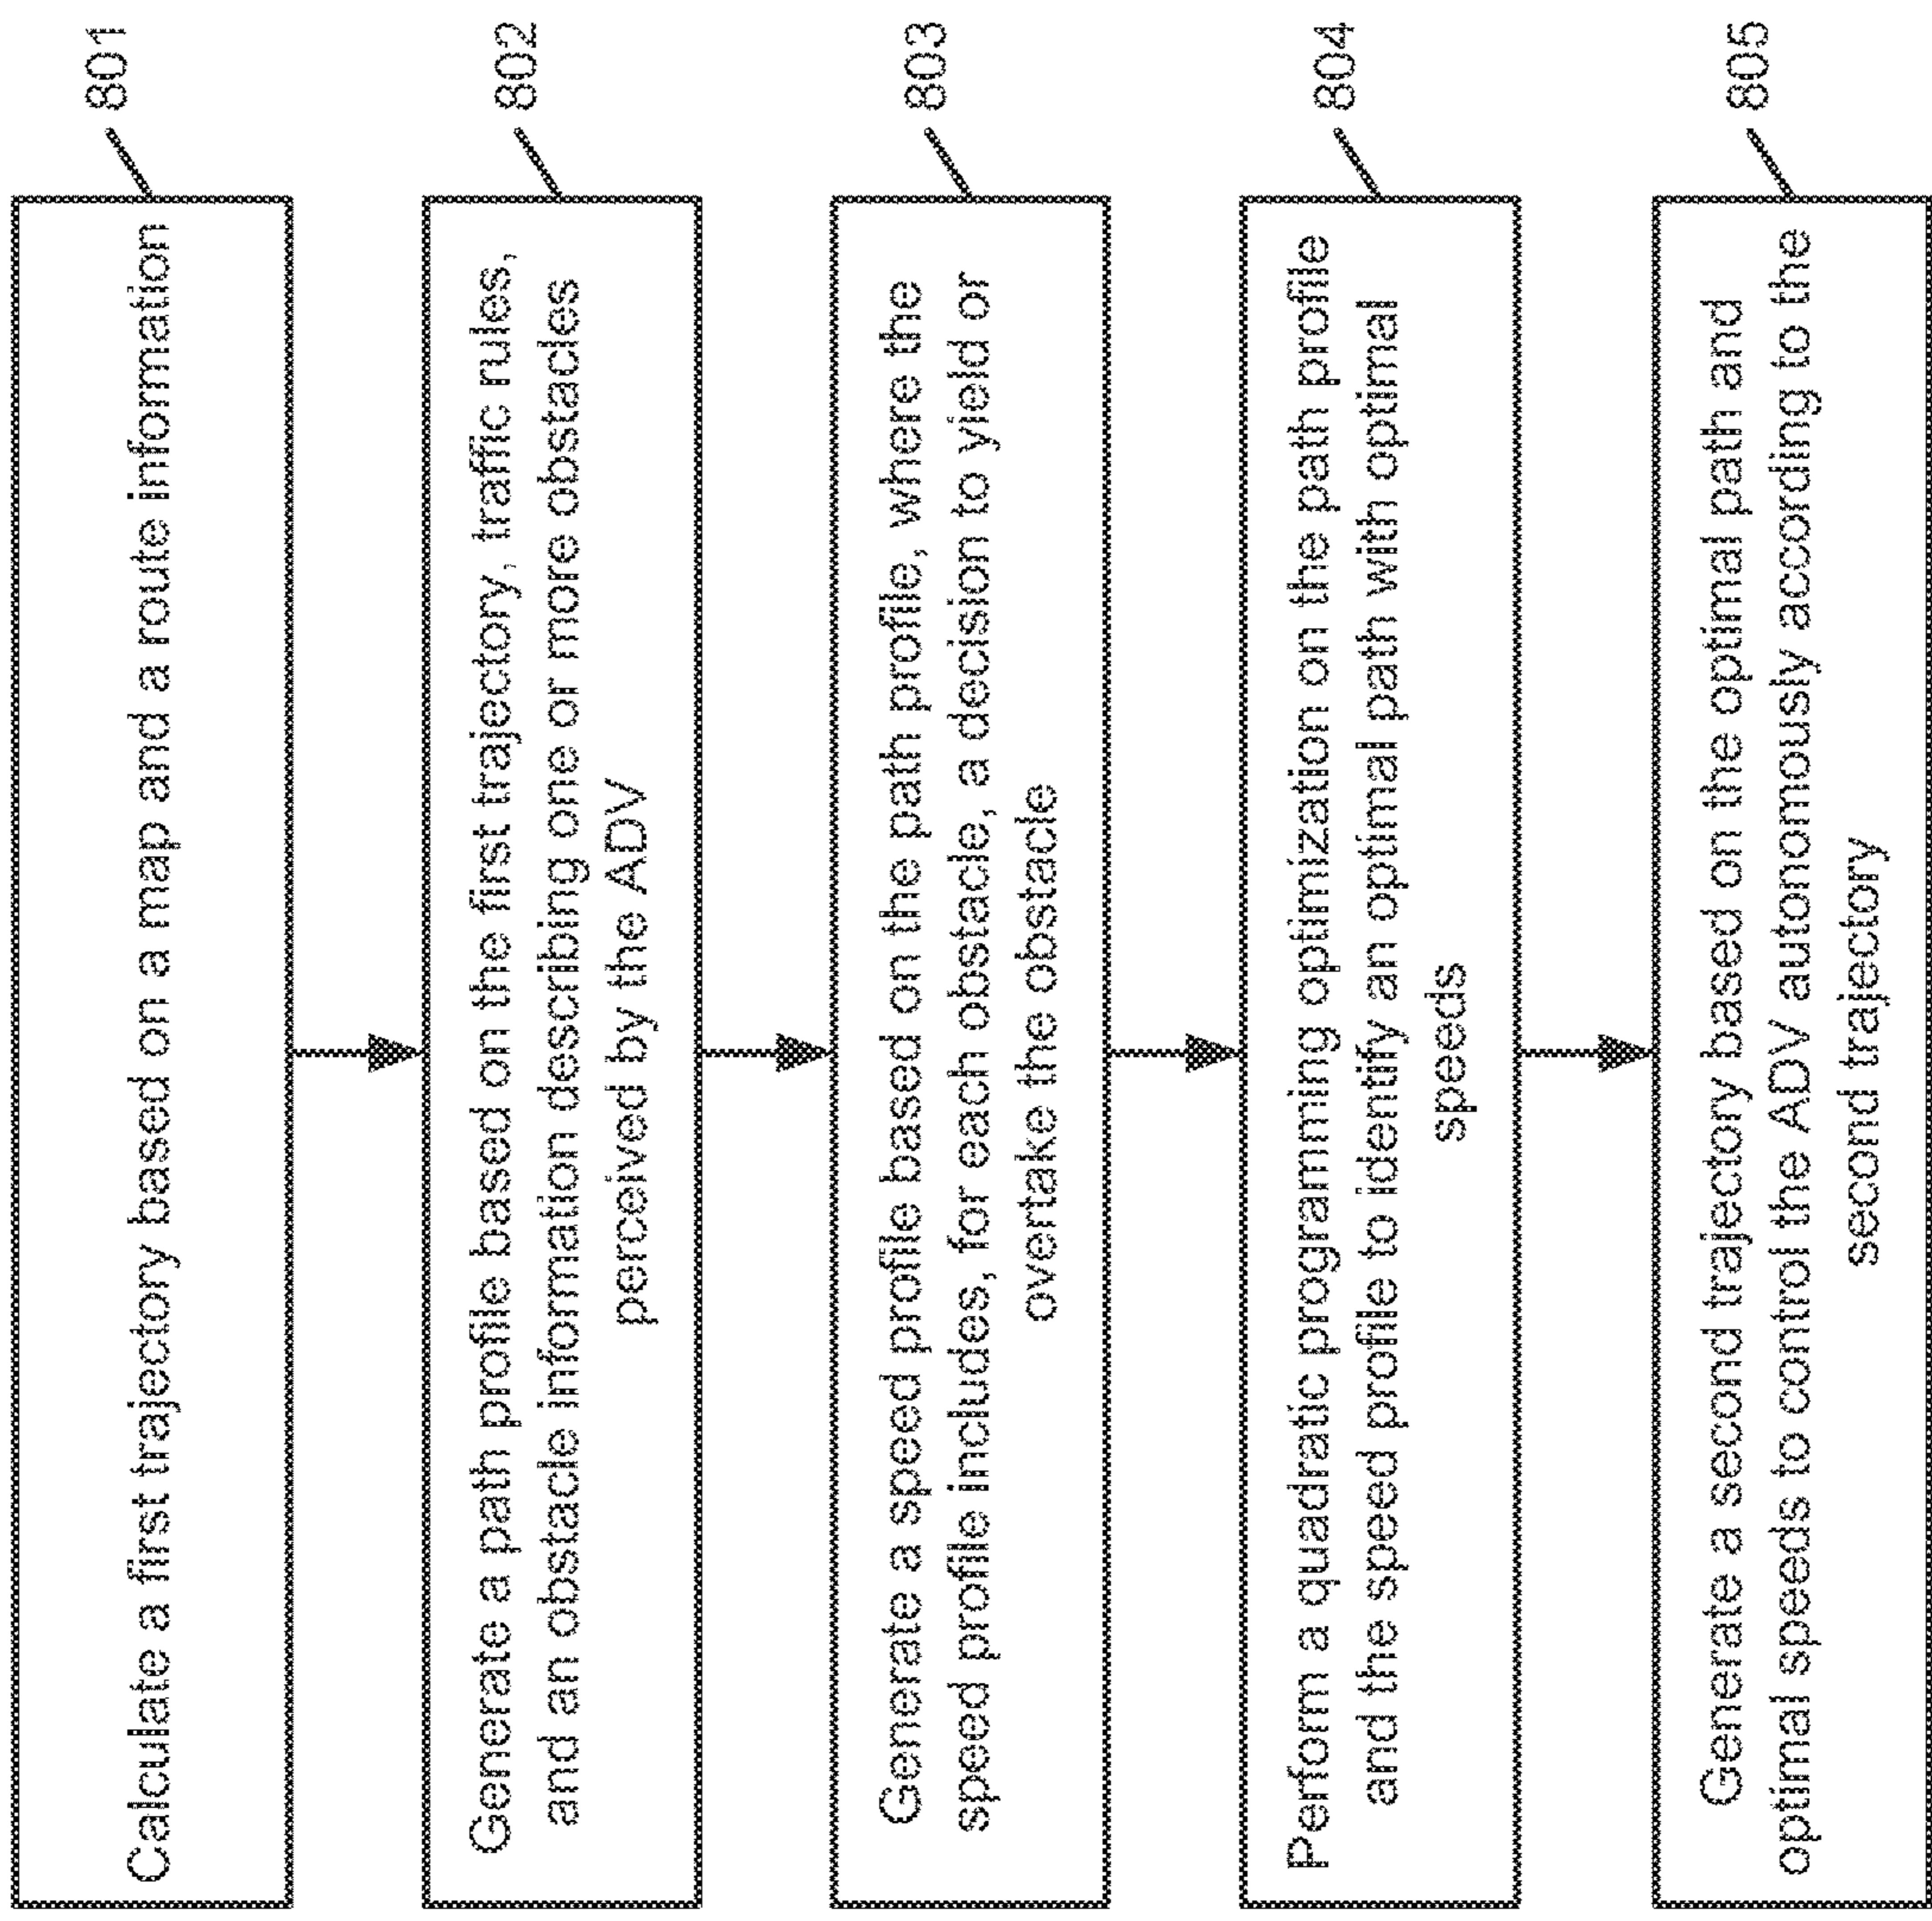 Calculate a first trajectory based on a map and a route information
801
Generate a path profile based on the first trajectory, traffic rules,
and an obstacle information describing one or more obstacles
perceived by the ADV
802
Generate a speed profile based on the path profile, where the
speed profile includes, for each obstacle, a decision to yield or
overtake the obstacle
803
Perform a quadratic programming optimization on the path profile
and the speed profile to identify an optimal path with optimal
speeds
804
Generate a second trajectory based on the optimal path and
optimal speeds to control the ADV autonomously according to the
second trajectory
805